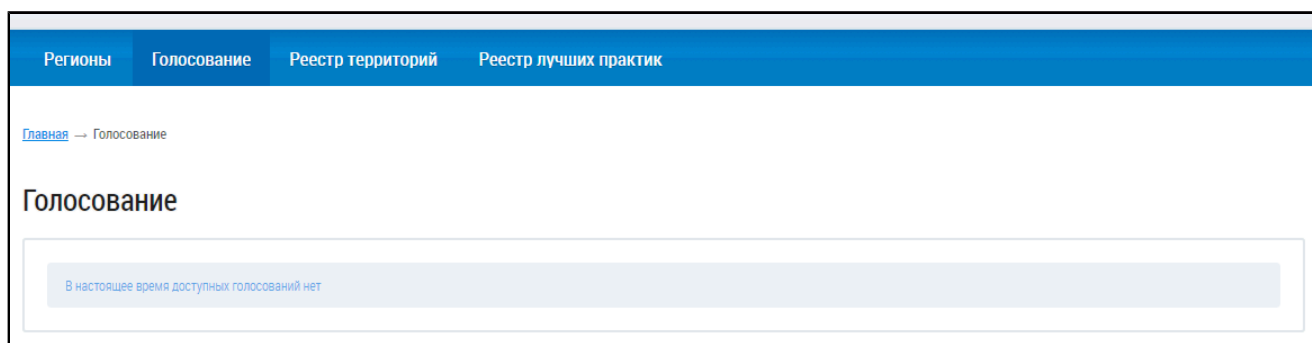 Регионы Голосование Реестр территорий Реестр лучших практик
Главная → Голосование
Голосование
В настоящее время доступных голосований нет